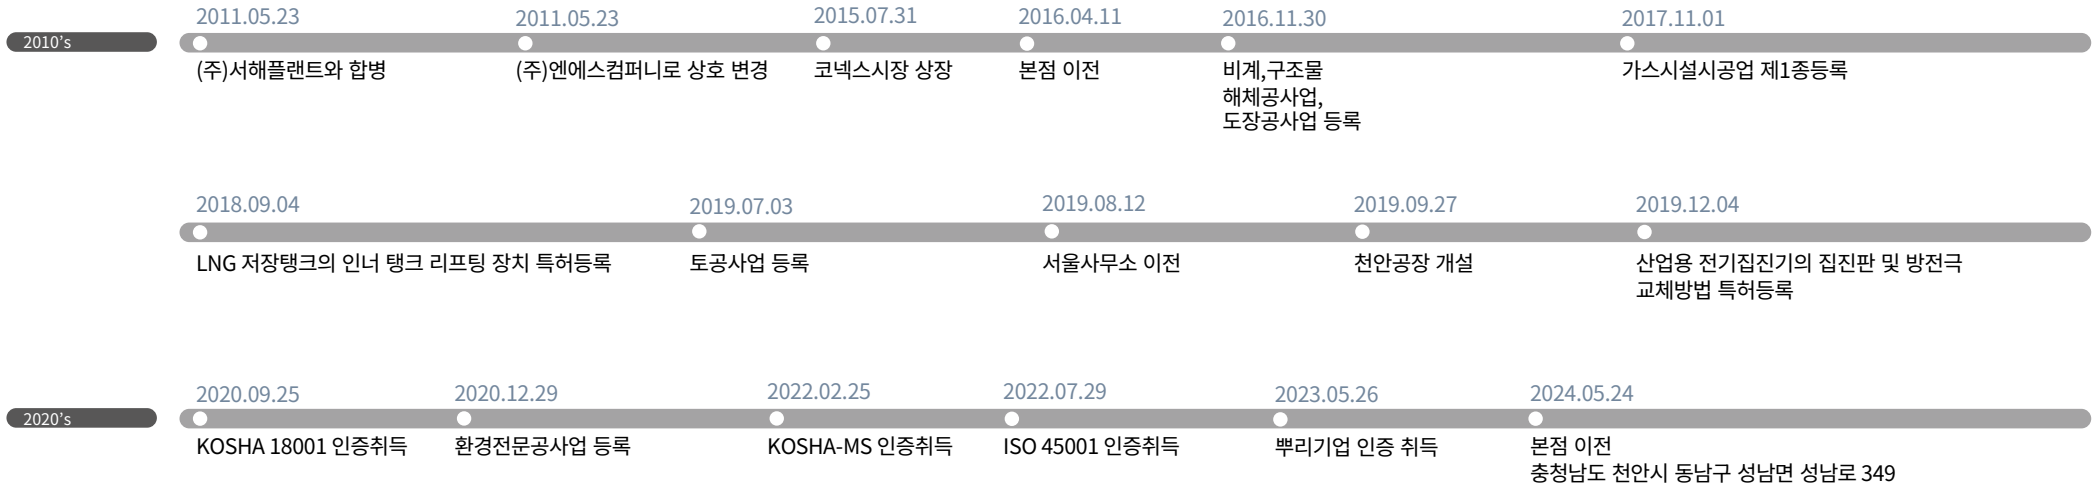 2010's
2011.05.23
(주)서해플랜트와 합병
2011.05.23
(주)엔에스컴퍼니로 상호 변경
2015.07.31
코넥스시장 상장
2016.04.11
본점 이전
2016.11.30
비계,구조물
해체공사업,
도장공사업 등록
2017.11.01
가스시설시공업 제1종등록
2018.09.04
LNG 저장탱크의 인너 탱크 리프팅 장치 특허등록
2019.07.03
토공사업 등록
2019.08.12
서울사무소 이전
2019.09.27
천안공장 개설
2019.12.04
산업용 전기집진기의 집진판 및 방전극
교체방법 특허등록
2020's
2020.09.25
KOSHA 18001 인증취득
2020.12.29
환경전문공사업 등록
2022.02.25
KOSHA-MS 인증취득
2022.07.29
ISO 45001 인증취득
2023.05.26
뿌리기업 인증 취득
2024.05.24
본점 이전
충청남도 천안시 동남구 성남면 성남로 349